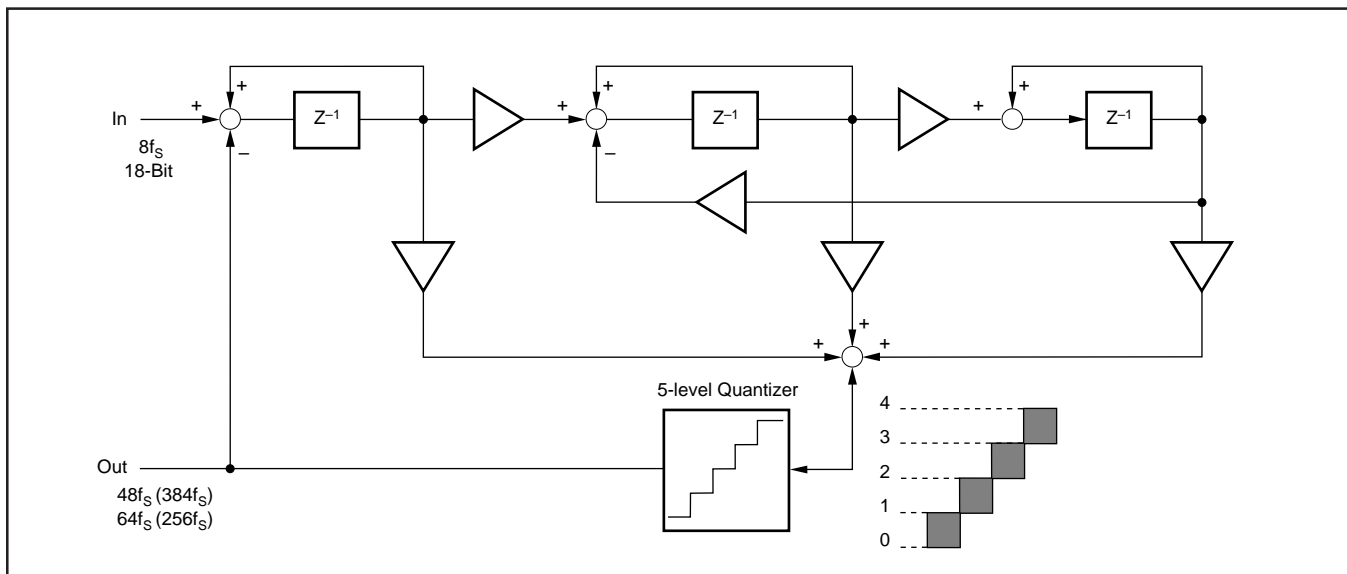 +
+
+
In
+
Z–1
+
Z–1
+
Z–1
8fS
18-Bit
–
–
+
+
+
5-level Quantizer
4
3
2
1
0
Out
48fS (384fS)
64fS (256fS)